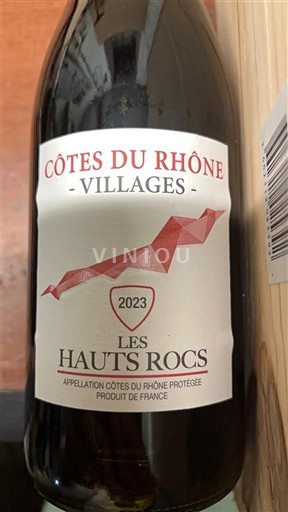 CÔTES DU RHÔNE
- VILLAGES -
VINIOU
2023
LES
HAUTS ROCS
APPELLATION CÔTES DU RHÔNE PROTÉGÉE
PRODUIT DE FRANCE